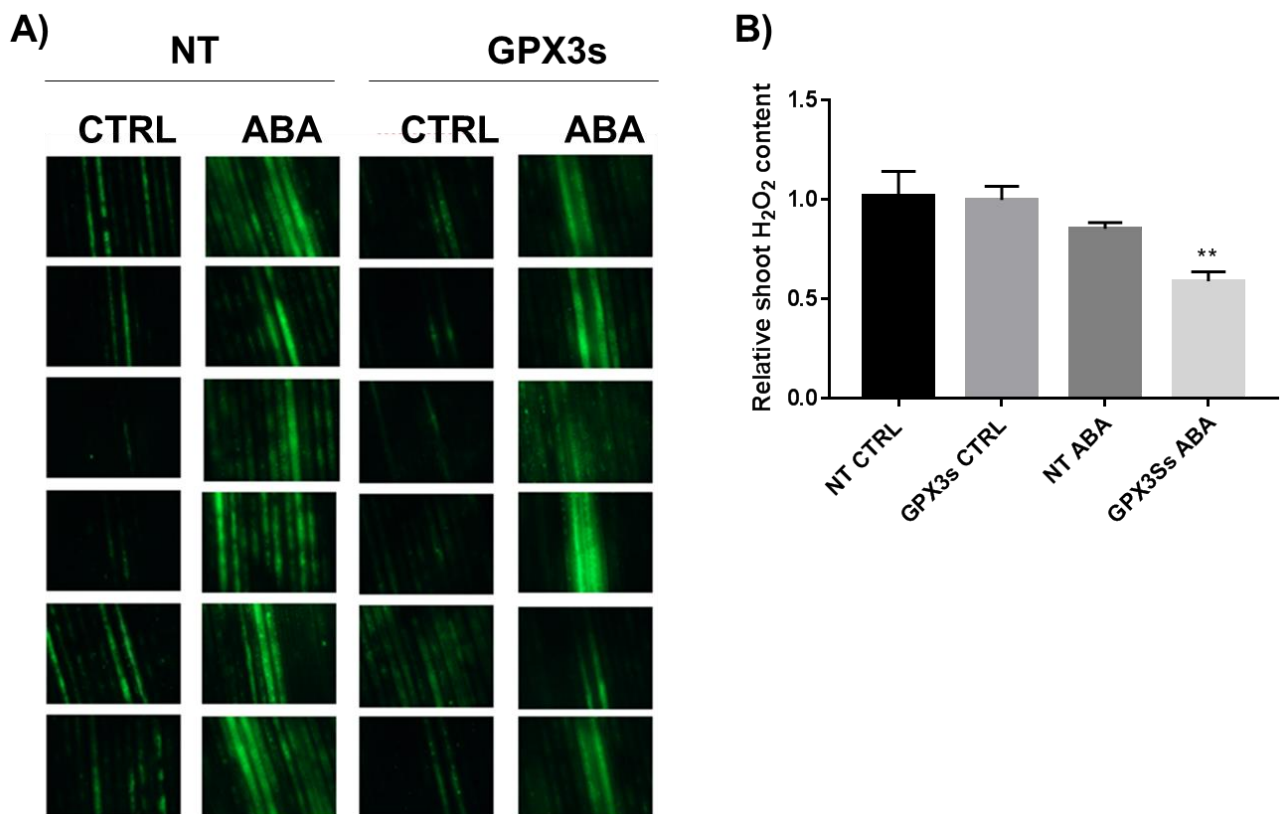 A)
NT
GPX3s
CTRL
ABA
CTRL
ABA
B)
Relative shoot H₂O₂ content
1.5
1.0
0.5
0.0
**
NT CTRL
GPX3s CTRL
NT ABA
GPX3Ss ABA